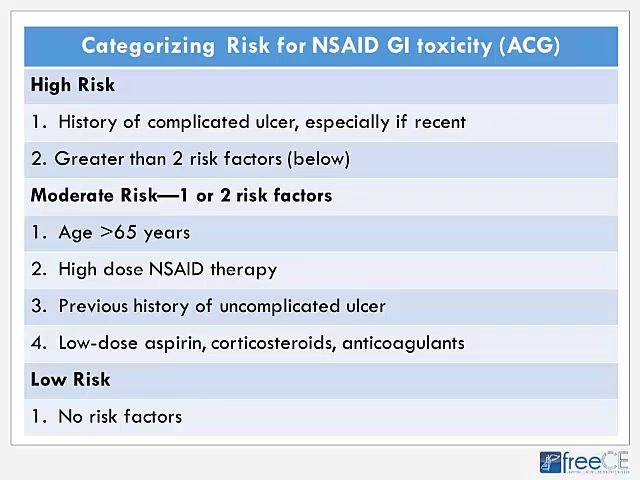 Categorizing Risk for NSAID GI toxicity (ACG)
High Risk
1. History of complicated ulcer, especially if recent
2. Greater than 2 risk factors (below)
Moderate Risk—1 or 2 risk factors
1. Age >65 years
2. High dose NSAID therapy
3. Previous history of uncomplicated ulcer
4. Low-dose aspirin, corticosteroids, anticoagulants
Low Risk
1. No risk factors
freeCE